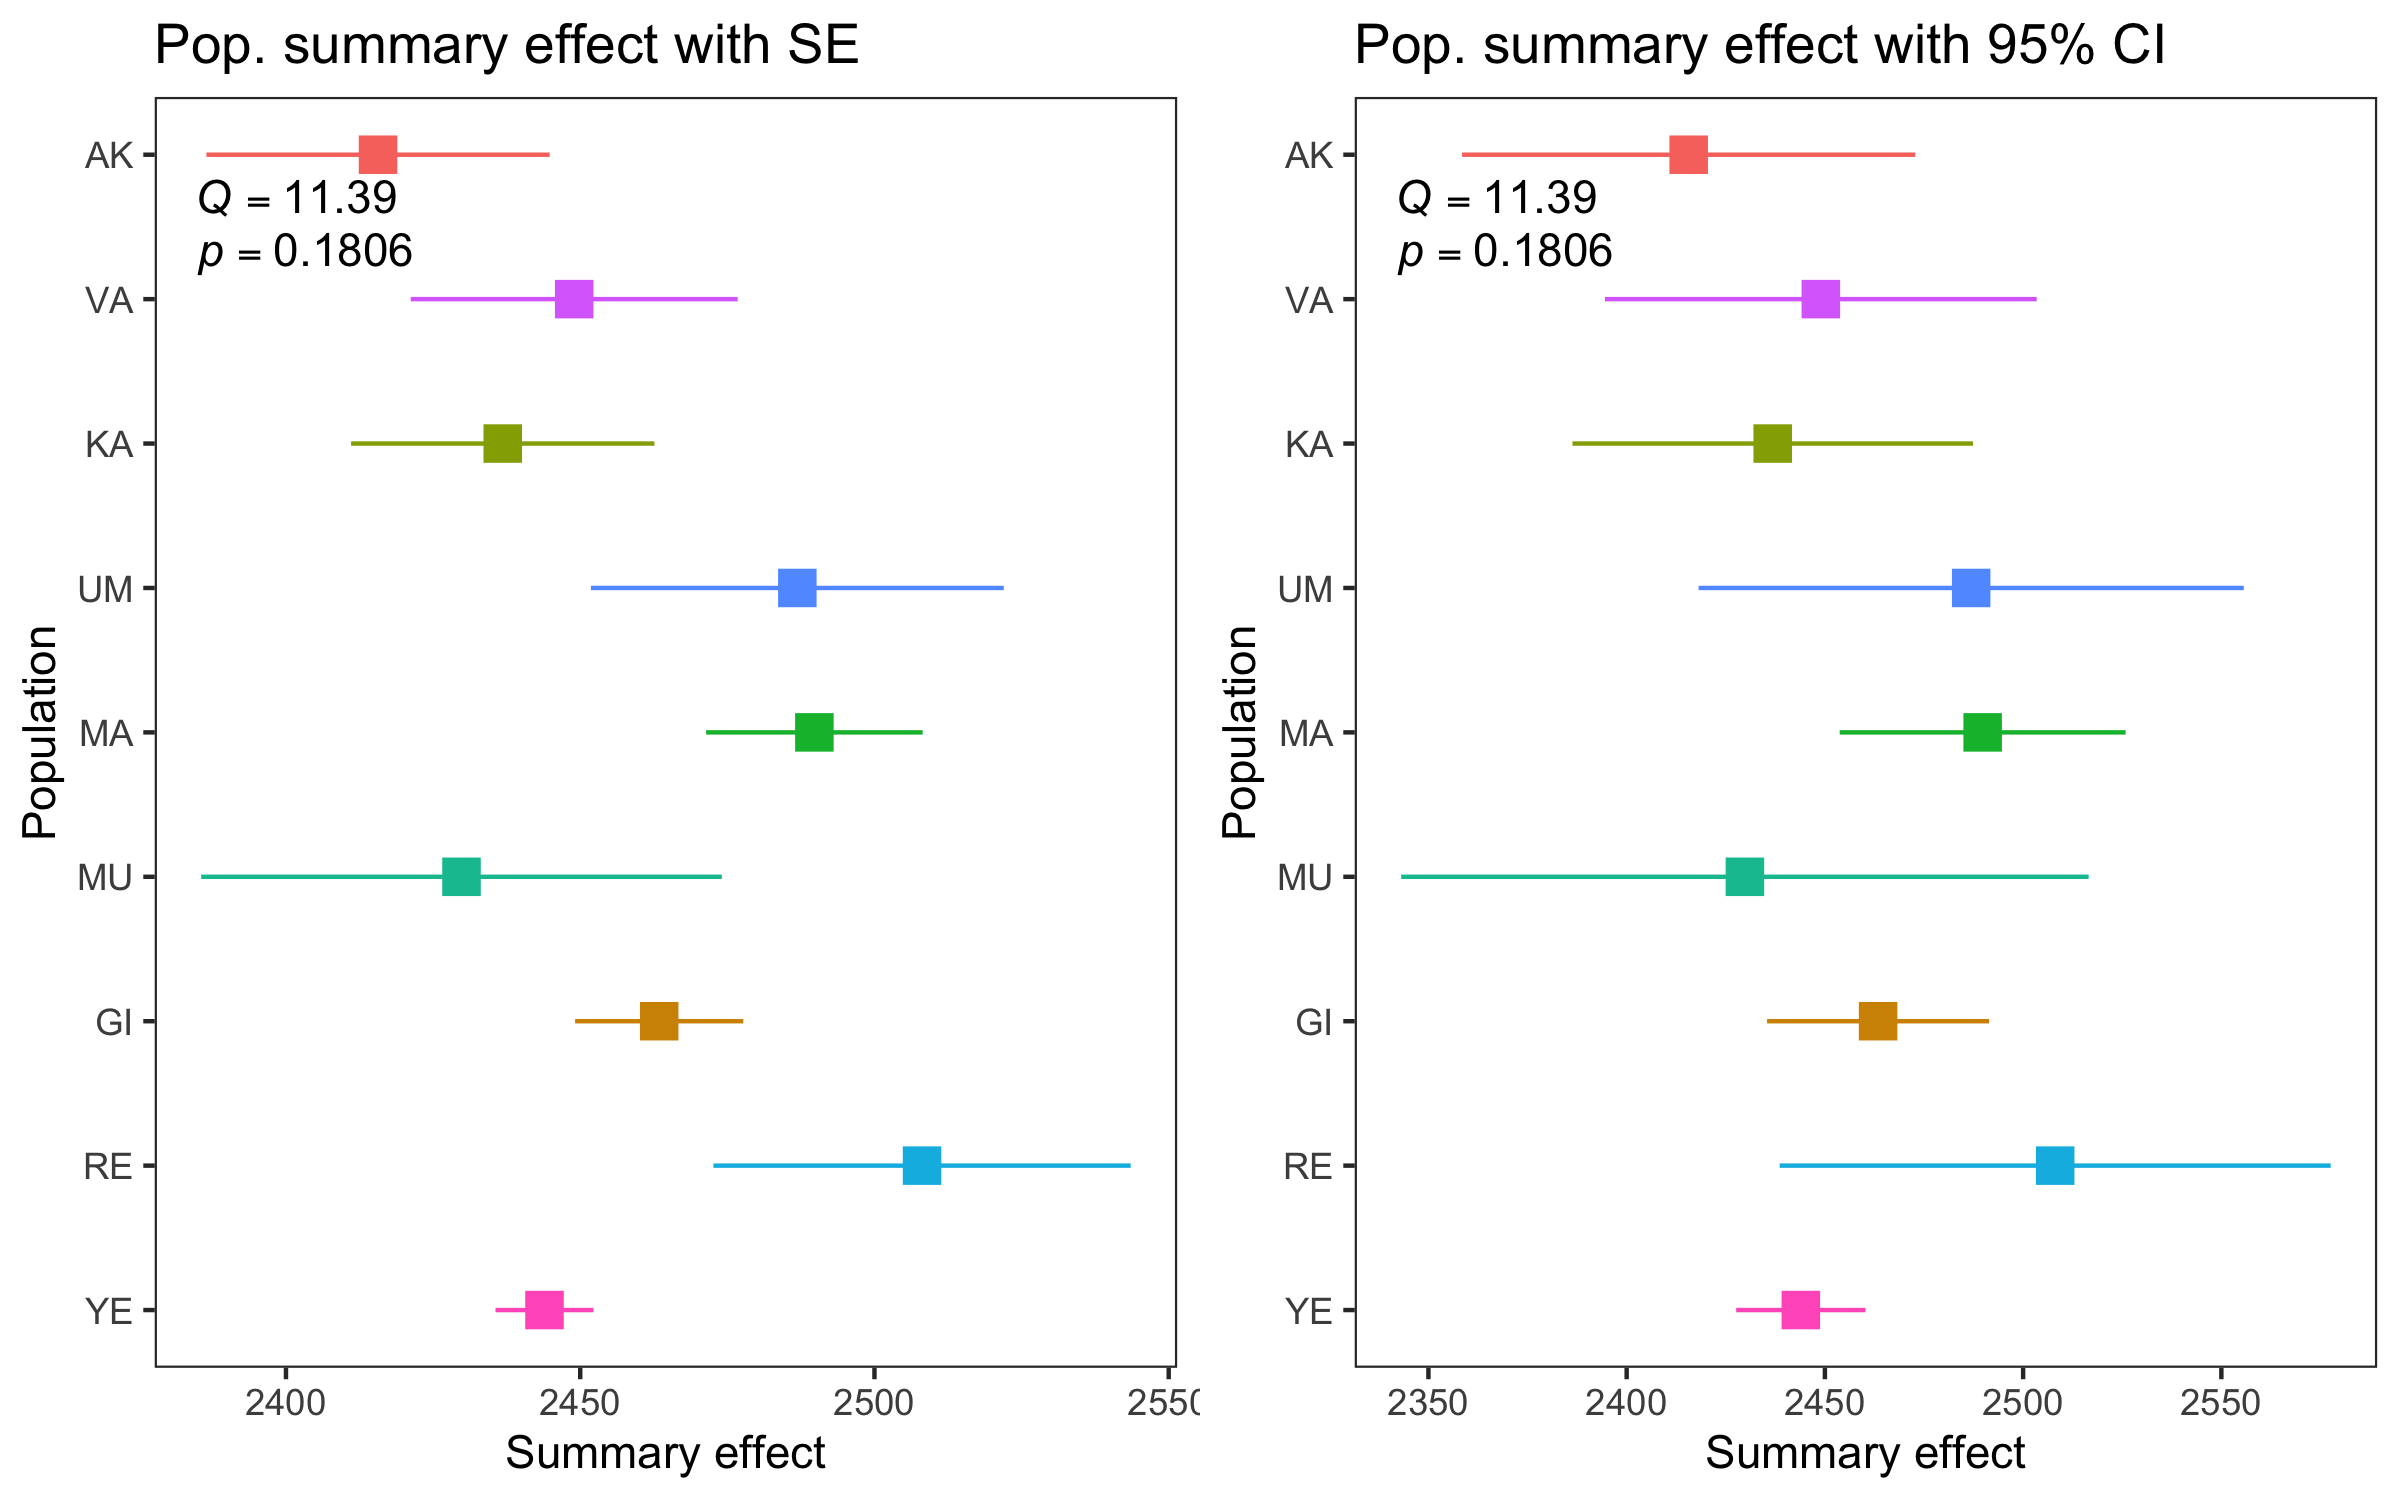 Pop. summary effect with SE
AK
Q = 11.39
p = 0.1806
VA
KA
UM
MA
MU
GI
RE
YE
Population
2400 2450 2500 2550
Summary effect
Pop. summary effect with 95% CI
AK
Q = 11.39
p = 0.1806
VA
KA
UM
MA
MU
GI
RE
YE
Population
2350 2400 2450 2500 2550
Summary effect